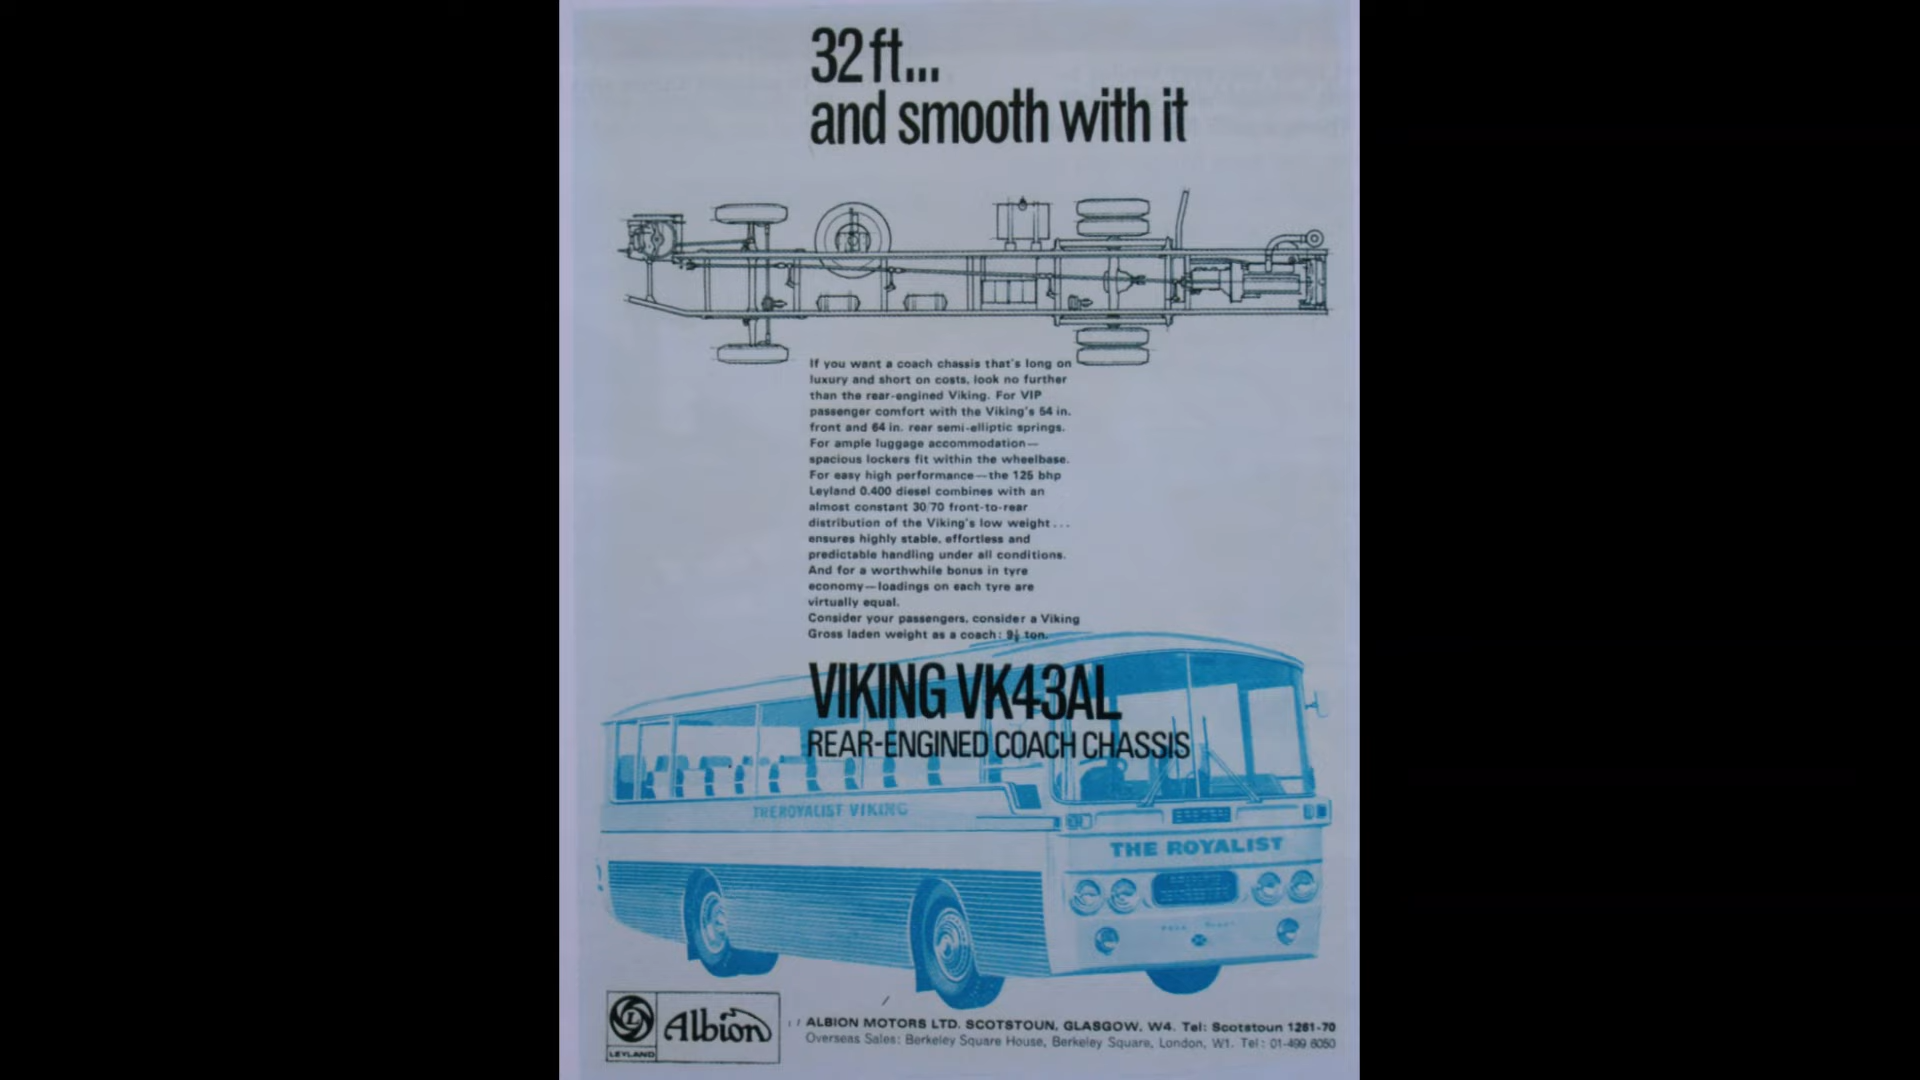 32 ft...
and smooth with it
If you want a coach chassis that's long on
luxury and short on costs, look no further
than the rear-engined Viking. For VIP
passenger comfort with the Viking's 54 in.
front and 64 in. rear semi-elliptic springs.
For ample luggage accommodation—
spacious lockers fit within the wheelbase.
For easy high performance—the 125 bhp
Leyland 0.400 diesel combines with an
almost constant 30/70 front-to-rear
distribution of the Viking's low weight...
ensures highly stable, effortless and
predictable handling under all conditions.
And for a worthwhile bonus in tyre
economy—loadings on each tyre are
virtually equal.
Consider your passengers, consider a Viking
Gross laden weight as a coach: 9½ ton.
VIKING VK43AL
REAR-ENGINED COACH CHASSIS
THE ROYALIST VIKING
THE ROYALIST
L
LEYLAND
Albion
ALBION MOTORS LTD. SCOTSTOUN, GLASGOW, W4. Tel: Scotstoun 1261-70
Overseas Sales: Berkeley Square House, Berkeley Square, London, W1. Tel: 01-499 6050